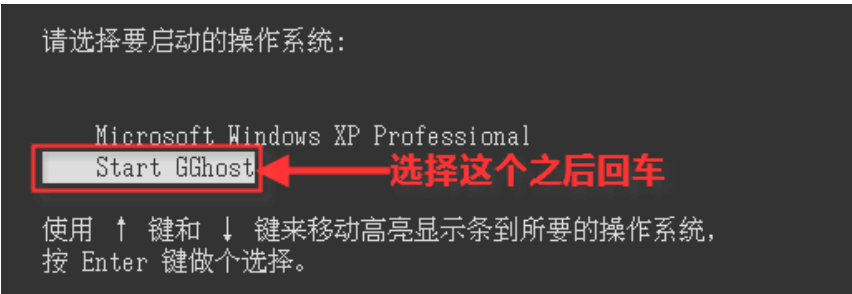 请选择要启动的操作系统:
Microsoft Windows XP Professional
Start GGhost
选择这个之后回车
使用 ↑ 键和 ↓ 键来移动高亮显示条到所要的操作系统,
按 Enter 键做个选择。